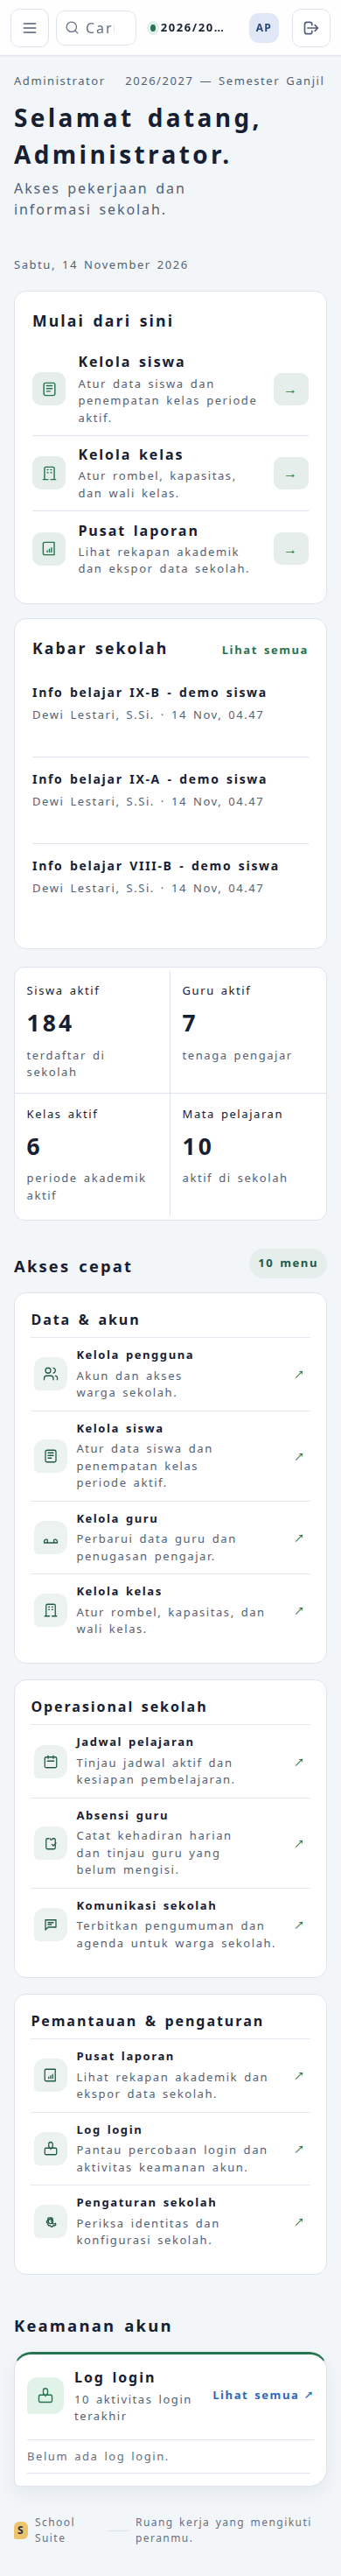 Car
2026/20...
AP
Administrator 2026/2027 — Semester Ganjil
Selamat datang,
Administrator.
Akses pekerjaan dan
informasi sekolah.
Sabtu, 14 November 2026
Mulai dari sini
Kelola siswa
Atur data siswa dan
penempatan kelas periode
aktif.
→
Kelola kelas
Atur rombel, kapasitas,
dan wali kelas.
→
Pusat laporan
Lihat rekapan akademik
dan ekspor data sekolah.
→
Kabar sekolah
Lihat semua
Info belajar IX-B - demo siswa
Dewi Lestari, S.Si. · 14 Nov, 04.47
Info belajar IX-A - demo siswa
Dewi Lestari, S.Si. · 14 Nov, 04.47
Info belajar VIII-B - demo siswa
Dewi Lestari, S.Si. · 14 Nov, 04.47
Siswa aktif
184
terdaftar di
sekolah
Guru aktif
7
tenaga pengajar
Kelas aktif
6
periode akademik
aktif
Mata pelajaran
10
aktif di sekolah
Akses cepat
10 menu
Data & akun
Kelola pengguna
Akun dan akses
warga sekolah.
↗
Kelola siswa
Atur data siswa dan
penempatan kelas
periode aktif.
↗
Kelola guru
Perbarui data guru dan
penugasan pengajar.
↗
Kelola kelas
Atur rombel, kapasitas, dan
wali kelas.
↗
Operasional sekolah
Jadwal pelajaran
Tinjau jadwal aktif dan
kesiapan pembelajaran.
↗
Absensi guru
Catat kehadiran harian
dan tinjau guru yang
belum mengisi.
↗
Komunikasi sekolah
Terbitkan pengumuman dan
agenda untuk warga sekolah.
↗
Pemantauan & pengaturan
Pusat laporan
Lihat rekapan akademik dan
ekspor data sekolah.
↗
Log login
Pantau percobaan login dan
aktivitas keamanan akun.
↗
Pengaturan sekolah
Periksa identitas dan
konfigurasi sekolah.
↗
Keamanan akun
Log login
10 aktivitas login
terakhir
Lihat semua ↗
Belum ada log login.
S
School
Suite
Ruang kerja yang mengikuti
peranmu.